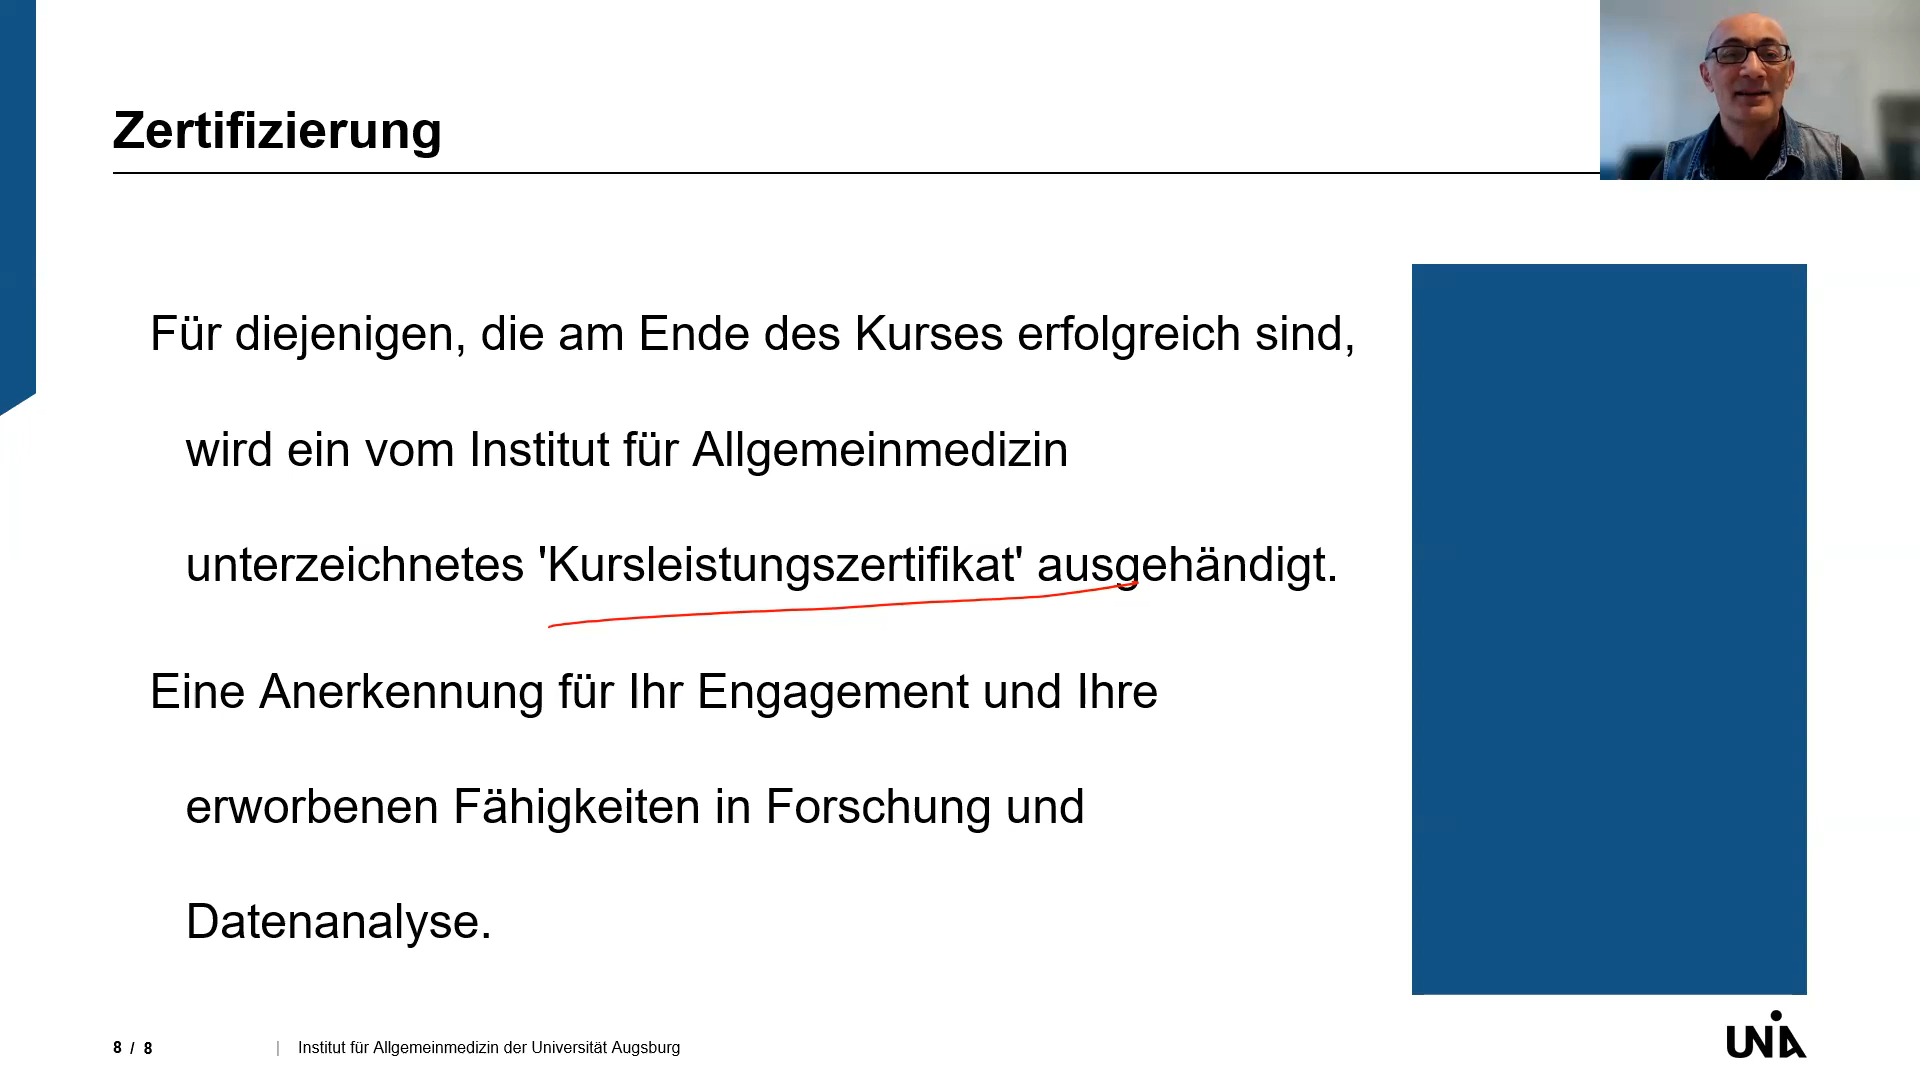 Zertifizierung
Für diejenigen, die am Ende des Kurses erfolgreich sind,
wird ein vom Institut für Allgemeinmedizin
unterzeichnetes 'Kursleistungszertifikat' ausgehändigt.
Eine Anerkennung für Ihr Engagement und Ihre
erworbenen Fähigkeiten in Forschung und
Datenanalyse.
8 / 8 | Institut für Allgemeinmedizin der Universität Augsburg
UNIA